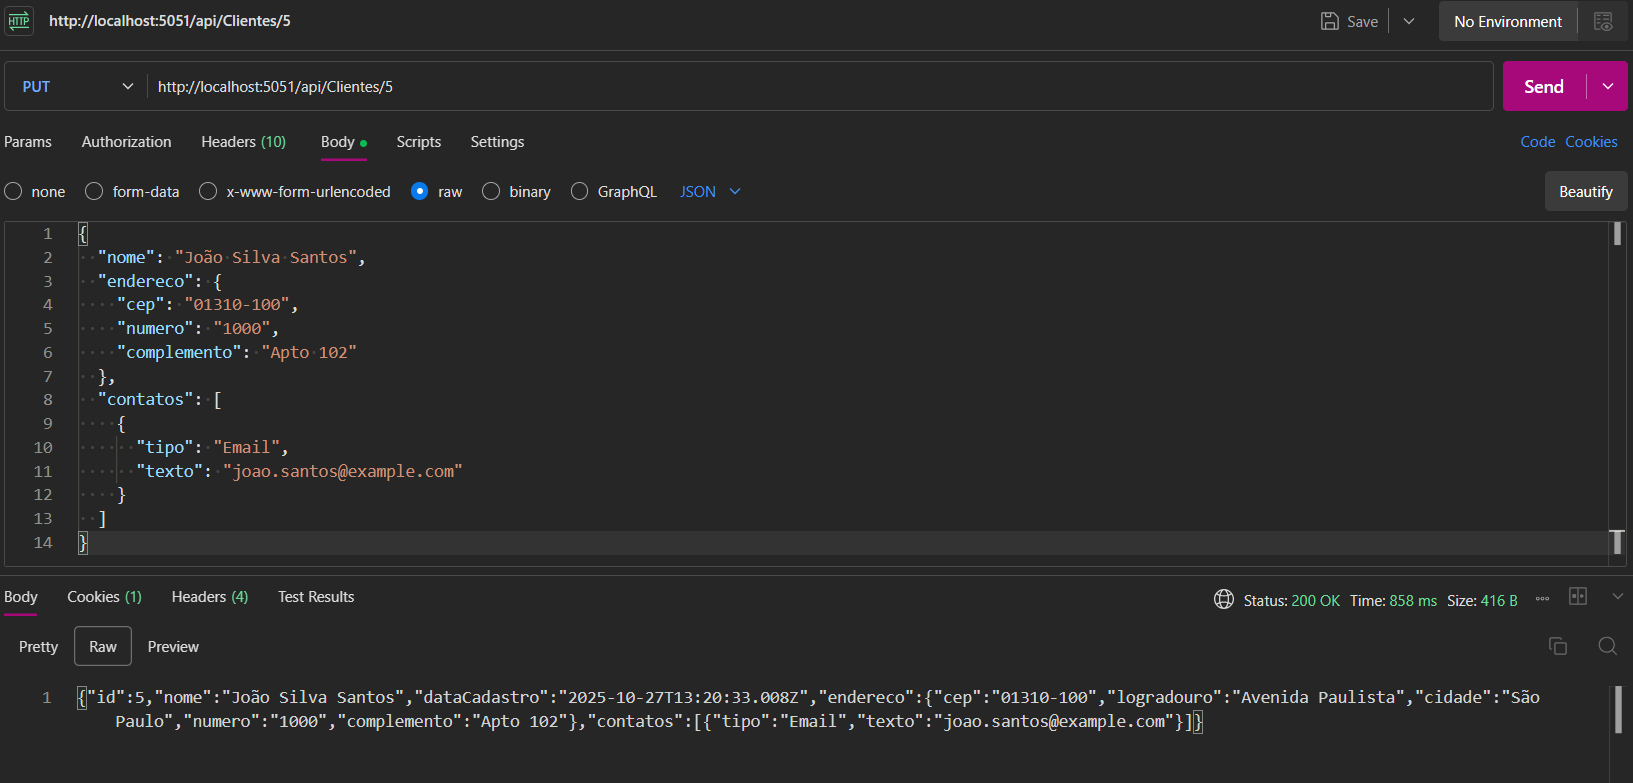 HTTP http://localhost:5051/api/Clientes/5 Save No Environment
PUT http://localhost:5051/api/Clientes/5 Send
Params Authorization Headers (10) Body Scripts Settings Code Cookies
none form-data x-www-form-urlencoded raw binary GraphQL JSON Beautify
1 {
2 "nome": "João Silva Santos",
3 "endereco": {
4 "cep": "01310-100",
5 "numero": "1000",
6 "complemento": "Apto 102"
7 },
8 "contatos": [
9 {
10 "tipo": "Email",
11 "texto": "joao.santos@example.com"
12 }
13 ]
14 }
Body Cookies (1) Headers (4) Test Results Status: 200 OK Time: 858 ms Size: 416 B
Pretty Raw Preview
1 {"id":5,"nome":"João Silva Santos","dataCadastro":"2025-10-27T13:20:33.008Z","endereco":{"cep":"01310-100","logradouro":"Avenida Paulista","cidade":"São
Paulo","numero":"1000","complemento":"Apto 102"},"contatos":[{"tipo":"Email","texto":"joao.santos@example.com"}]}